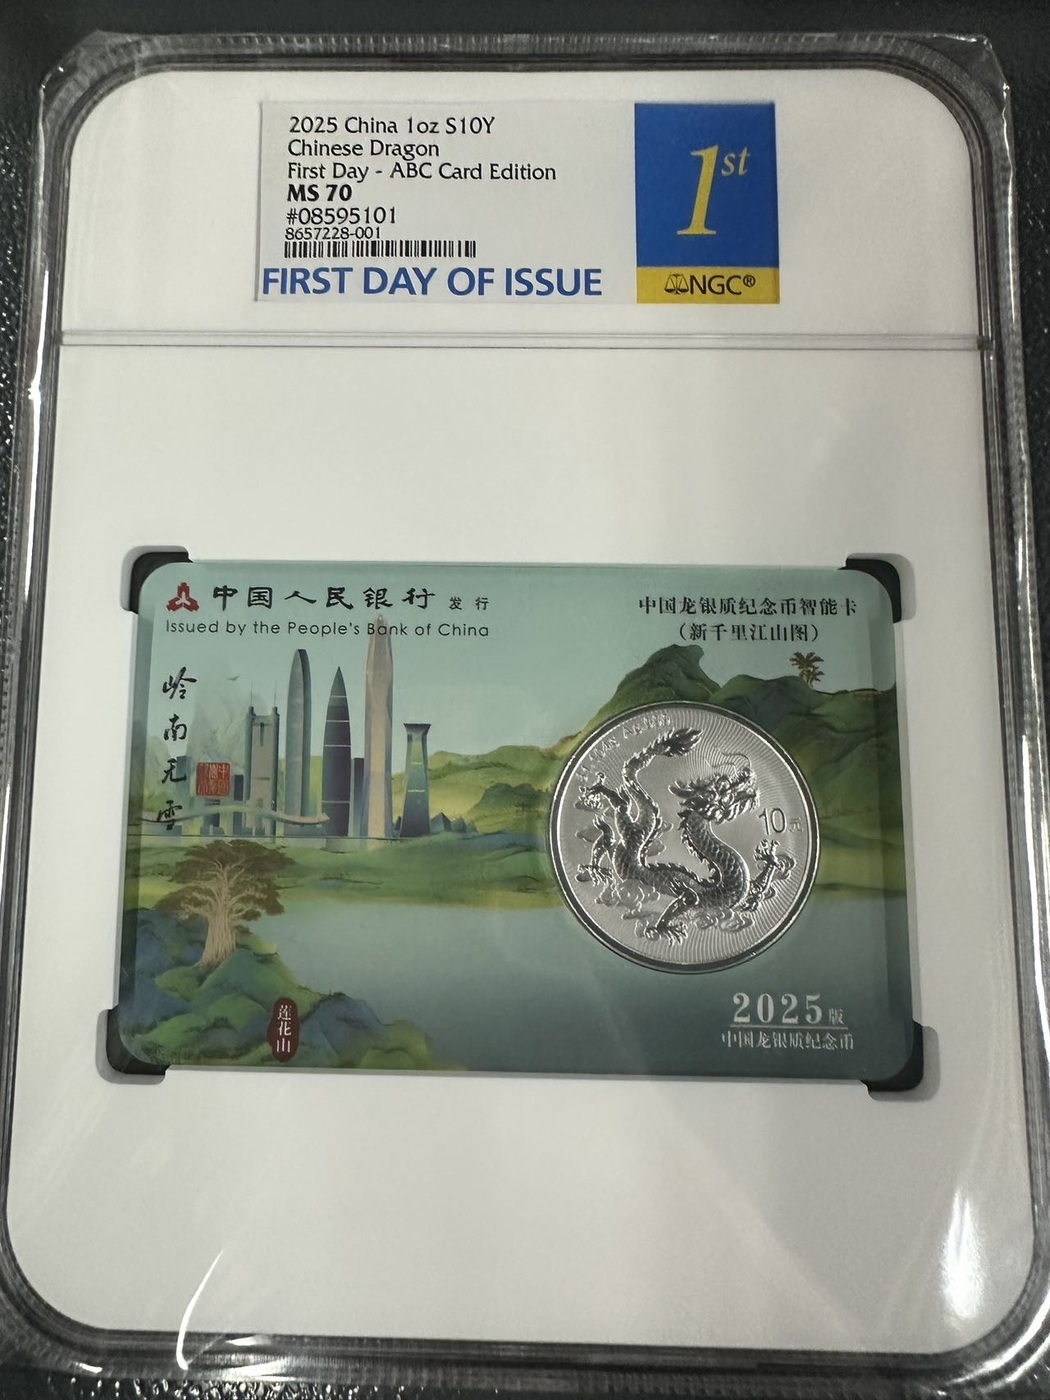 2025 China 1oz S10Y
Chinese Dragon
First Day - ABC Card Edition
MS 70
#08595101
8657228-001
FIRST DAY OF ISSUE
1st
NGC®
中国人民银行 发行
Issued by the People's Bank of China
中国龙银质纪念币智能卡
（新千里江山图）
岭南无雪
10元
莲花山
2025版
中国龙银质纪念币